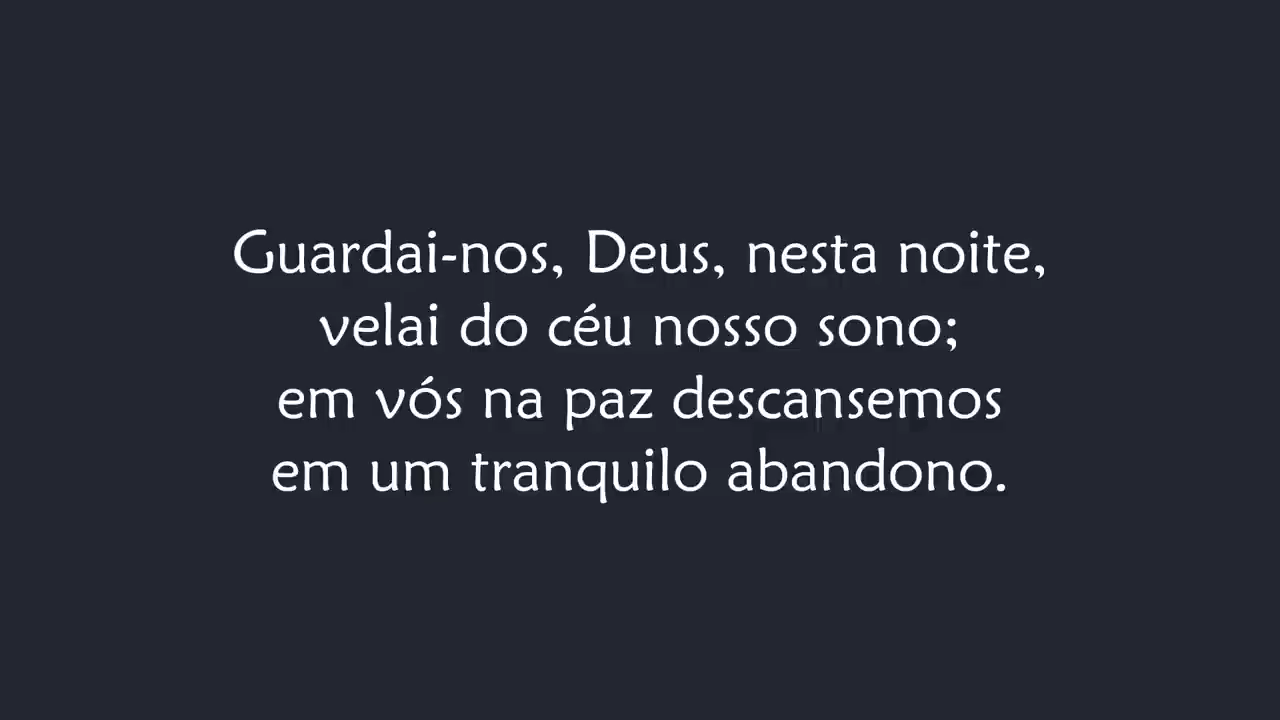 Guardai-nos, Deus, nesta noite,
velai do céu nosso sono;
em vós na paz descansemos
em um tranquilo abandono.